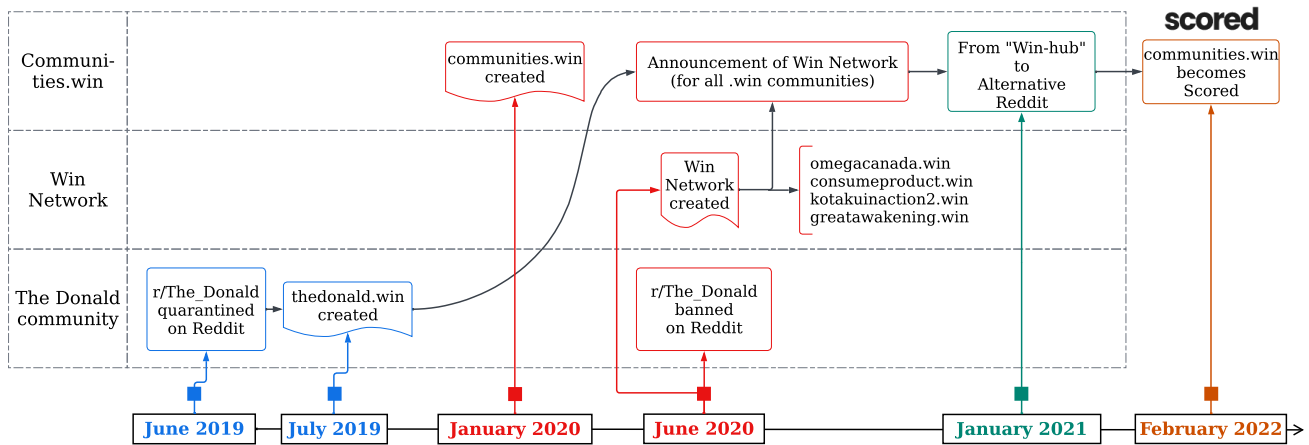 scored
Communi-
ties.win
communities.win
created
Announcement of Win Network
(for all .win communities)
From "Win-hub"
to
Alternative
Reddit
communities.win
becomes
Scored
Win
Network
Win
Network
created
omegacanada.win
consumeproduct.win
kotakuinaction2.win
greatawakening.win
The Donald
community
r/The_Donald
quarantined
on Reddit
thedonald.win
created
r/The_Donald
banned
on Reddit
June 2019
July 2019
January 2020
June 2020
January 2021
February 2022